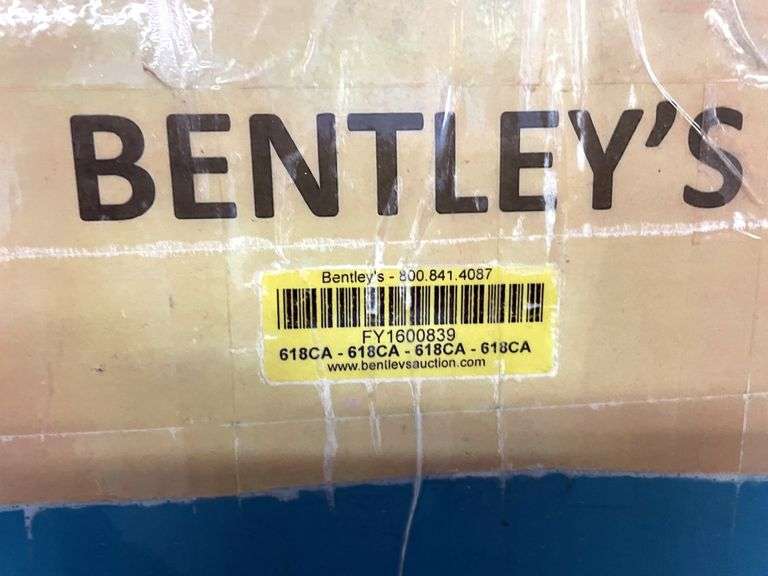 BENTLEY'S
Bentley's - 800.841.4087
FY1600839
618CA - 618CA - 618CA - 618CA
www.bentleysauction.com